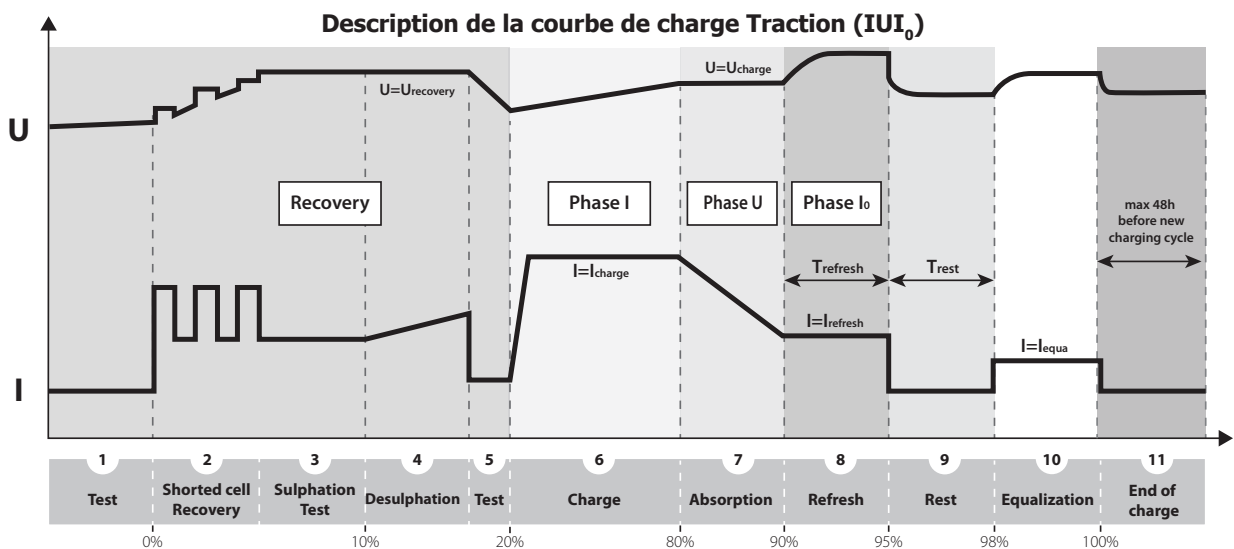 Description de la courbe de charge Traction (IUI0)
U=Urecovery
U=Ucharge
U
Recovery
Phase I
Phase U
Phase I0
max 48h
before new
charging cycle
I=Icharge
Trefresh
Trest
I=Irefresh
I=Iequa
I
1
2
3
4
5
6
7
8
9
10
11
Test
Shorted cell
Recovery
Sulphation
Test
Desulphation
Test
Charge
Absorption
Refresh
Rest
Equalization
End of
charge
0%
10%
20%
80%
90%
95%
98%
100%